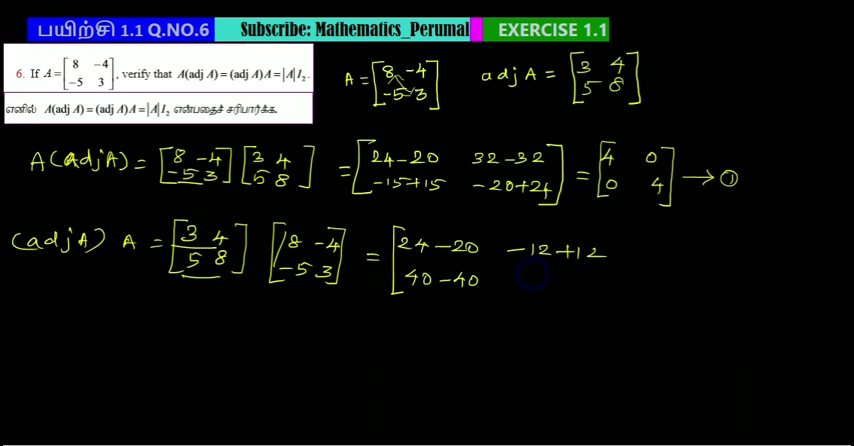 பயிற்சி 1.1 Q.NO.6 Subscribe: Mathematics_Perumal EXERCISE 1.1
6. If A = [8 -4; -5 3], verify that A(adj A) = (adj A)A = |A| I₂.
எனில் A(adj A) = (adj A)A = |A| I₂ என்பதைச் சரிபார்க்க.
A = [8 -4; -5 3] adj A = [3 4; 5 8]
A(adj A) = [8 -4; -5 3] [3 4; 5 8] = [24-20 32-32; -15+15 -20+24] = [4 0; 0 4] → ①
(adj A) A = [3 4; 5 8] [8 -4; -5 3] = [24-20 -12+12
40-40